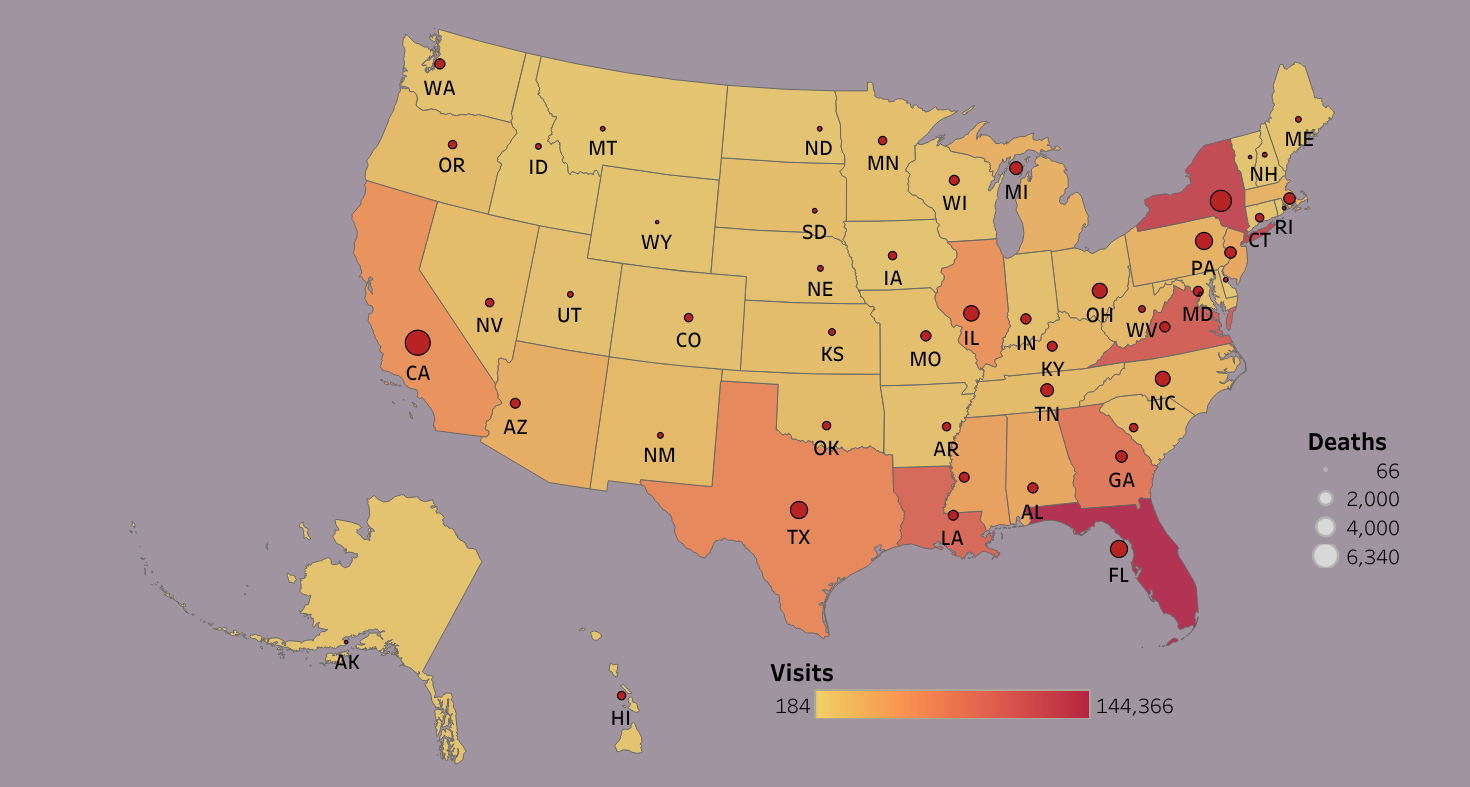 WA
MT
ND
ME
OR
ID
MN
NH
WI
MI
SD
RI
WY
CT
IA
PA
NE
UT
NV
OH
MD
WV
CO
IL
IN
KS
MO
KY
CA
NC
TN
AZ
OK
AR
NM
GA
AL
TX
LA
FL
AK
HI
Deaths
66
2,000
4,000
6,340
Visits
184
144,366